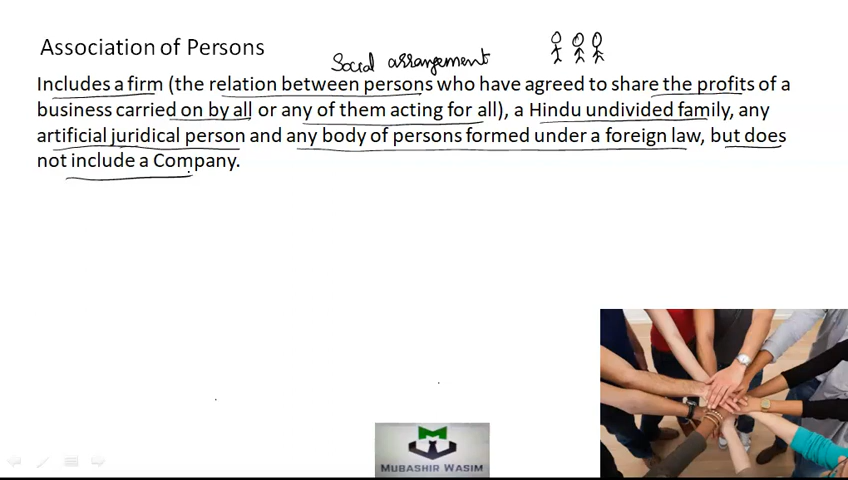 Association of Persons
Social arrangement
Includes a firm (the relation between persons who have agreed to share the profits of a
business carried on by all or any of them acting for all), a Hindu undivided family, any
artificial juridical person and any body of persons formed under a foreign law, but does
not include a Company.
MUBASHIR WASIM